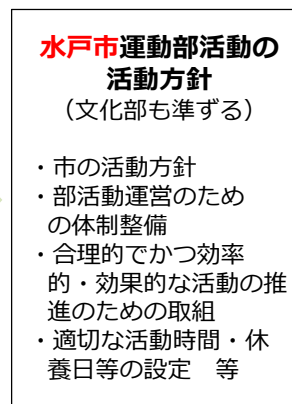 水戸市運動部活動の
活動方針
（文化部も準ずる）
・市の活動方針
・部活動運営のため
の体制整備
・合理的でかつ効率
的・効果的な活動の推
進のための取組
・適切な活動時間・休
養日等の設定　等